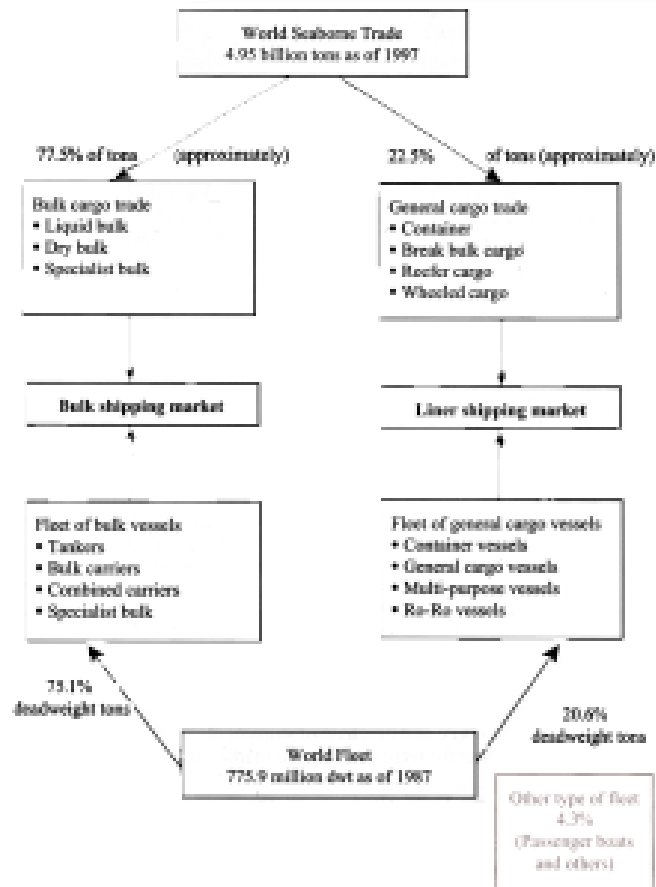 World Seaborne Trade
4.95 billion tons as of 1997
77.5% of tons (approximately)
22.5% of tons (approximately)
Bulk cargo trade
▪ Liquid bulk
▪ Dry bulk
▪ Specialist bulk
General cargo trade
▪ Container
▪ Break bulk cargo
▪ Reefer cargo
▪ Wheeled cargo
Bulk shipping market
Liner shipping market
Fleet of bulk vessels
▪ Tankers
▪ Bulk carriers
▪ Combined carriers
▪ Specialist bulk
Fleet of general cargo vessels
▪ Container vessels
▪ General cargo vessels
▪ Multi-purpose vessels
▪ Ro-Ro vessels
75.1%
deadweight tons
20.6%
deadweight tons
World Fleet
775.9 million dwt as of 1987
Other type of fleet
4.3%
(Passenger boats
and others)